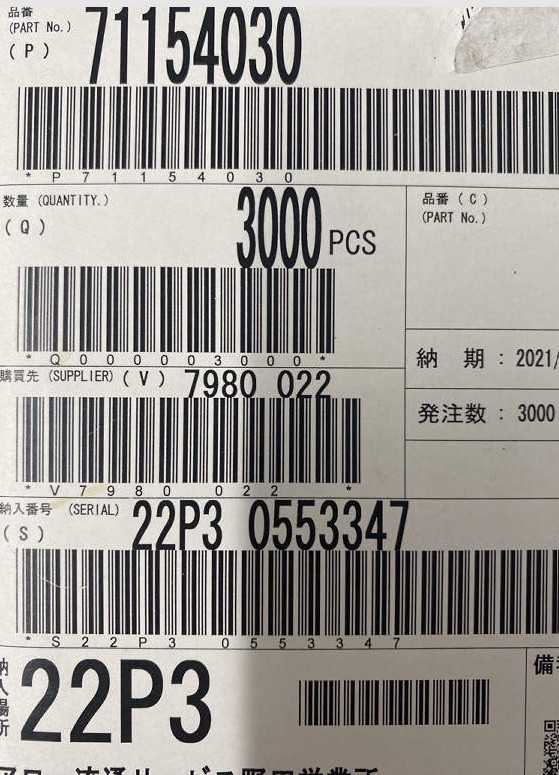 品番
(PART No.)
(P) 71154030
*P71154030
数量 (QUANTITY.)
(Q) 3000 PCS
*Q00003000*
品番 (C)
(PART No.)
納 期 : 2021/
発注数 : 3000
購買先 (SUPPLIER) (V) 7980 022
*V7980 022 *
納入番号 (SERIAL)
(S) 22P3 0553347
*S22P3 0553347
納入場所
22P3
備